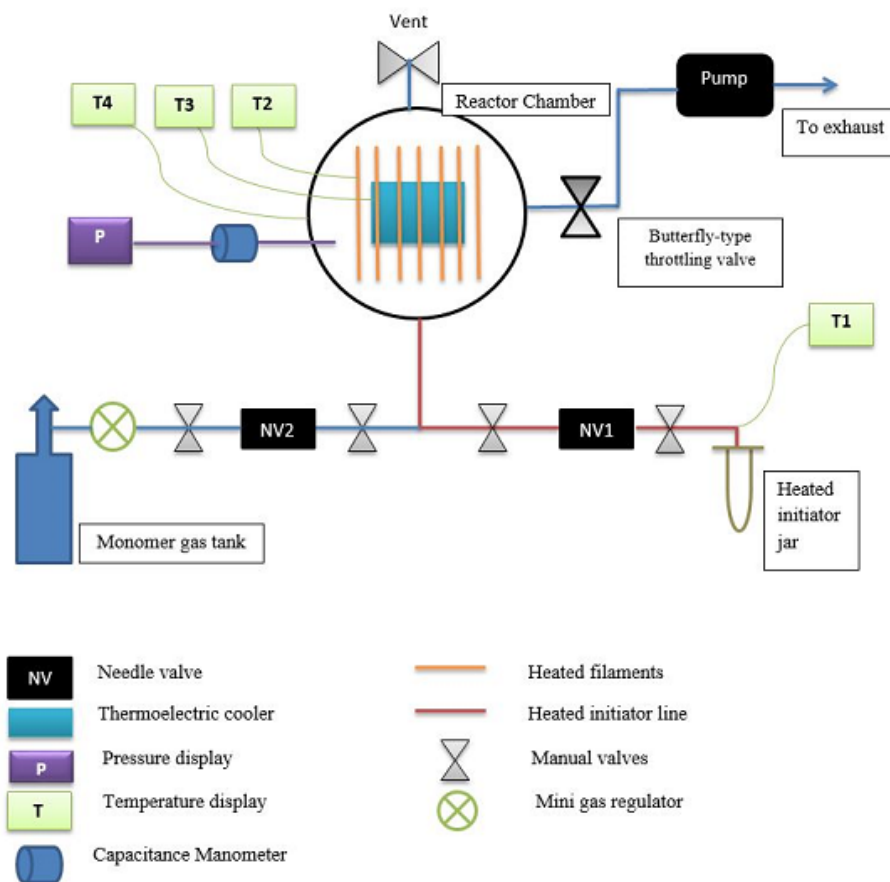 Vent
T4
T3
T2
Reactor Chamber
Pump
To exhaust
P
Butterfly-type
throttling valve
T1
NV2
NV1
Monomer gas tank
Heated
initiator
jar
NV
Needle valve
Heated filaments
Thermoelectric cooler
Heated initiator line
P
Pressure display
Manual valves
T
Temperature display
Mini gas regulator
Capacitance Manometer